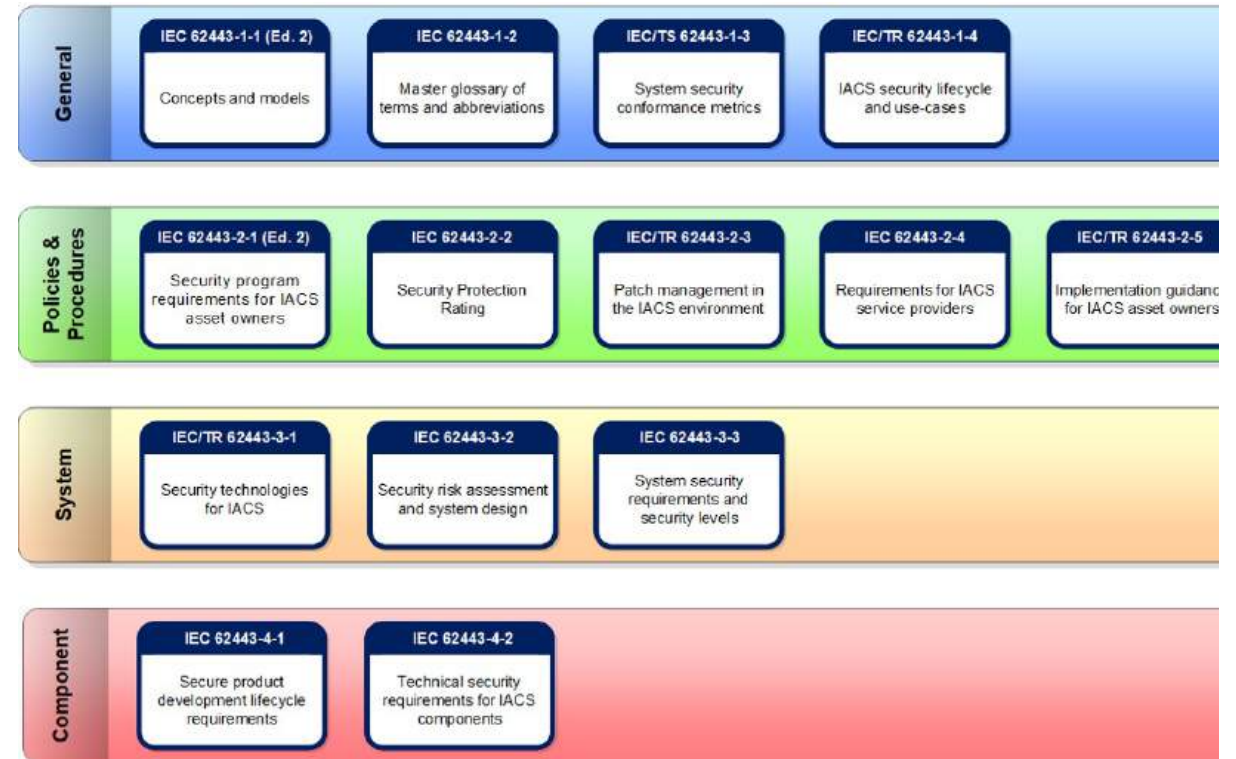 General
IEC 62443-1-1 (Ed. 2)
Concepts and models
IEC 62443-1-2
Master glossary of
terms and abbreviations
IEC/TS 62443-1-3
System security
conformance metrics
IEC/TR 62443-1-4
IACS security lifecycle
and use-cases
Policies &
Procedures
IEC 62443-2-1 (Ed. 2)
Security program
requirements for IACS
asset owners
IEC 62443-2-2
Security Protection
Rating
IEC/TR 62443-2-3
Patch management in
the IACS environment
IEC 62443-2-4
Requirements for IACS
service providers
IEC/TR 62443-2-5
Implementation guidanc
for IACS asset owners
System
IEC/TR 62443-3-1
Security technologies
for IACS
IEC 62443-3-2
Security risk assessment
and system design
IEC 62443-3-3
System security
requirements and
security levels
Component
IEC 62443-4-1
Secure product
development lifecycle
requirements
IEC 62443-4-2
Technical security
requirements for IACS
components